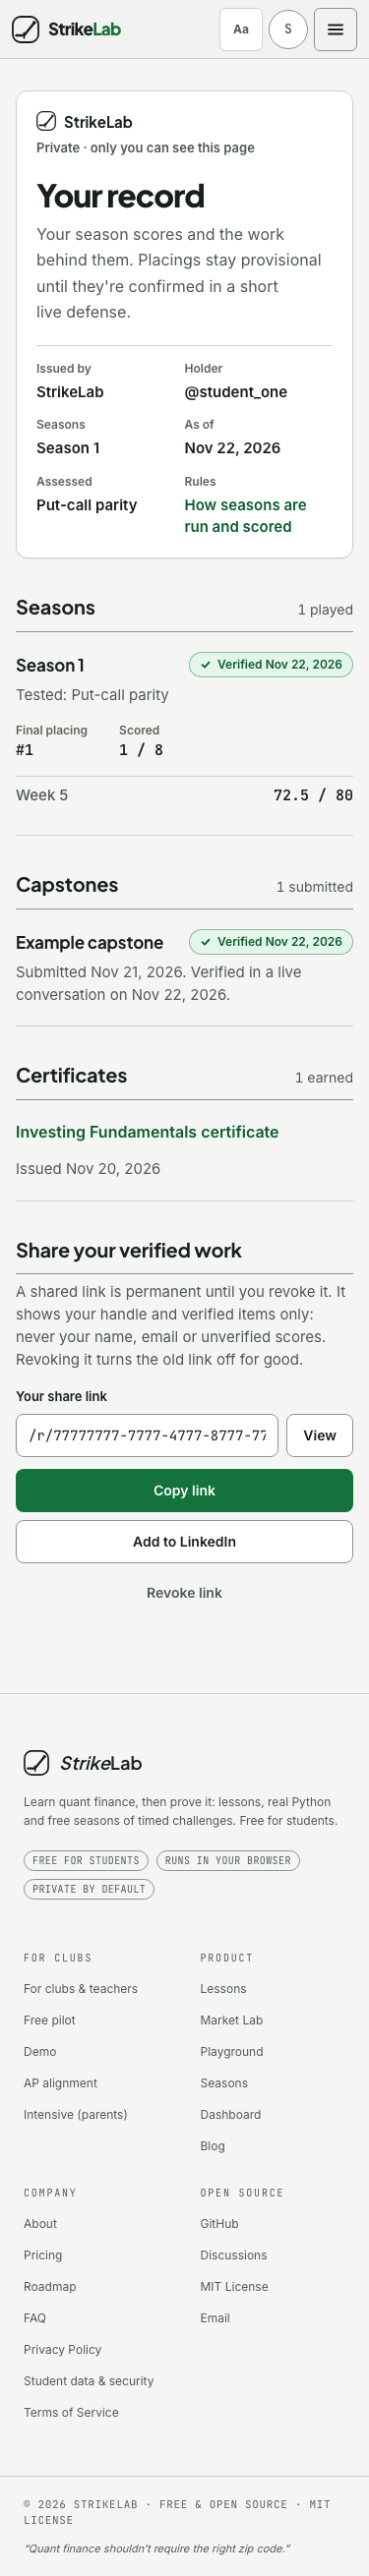 StrikeLab
Aa
S
StrikeLab
Private · only you can see this page
Your record
Your season scores and the work
behind them. Placings stay provisional
until they're confirmed in a short
live defense.
Issued by
Holder
StrikeLab
@student_one
Seasons
As of
Season 1
Nov 22, 2026
Assessed
Rules
Put-call parity
How seasons are
run and scored
Seasons
1 played
Season 1
Verified Nov 22, 2026
Tested: Put-call parity
Final placing
Scored
#1
1 / 8
Week 5
72.5 / 80
Capstones
1 submitted
Example capstone
Verified Nov 22, 2026
Submitted Nov 21, 2026. Verified in a live
conversation on Nov 22, 2026.
Certificates
1 earned
Investing Fundamentals certificate
Issued Nov 20, 2026
Share your verified work
A shared link is permanent until you revoke it. It
shows your handle and verified items only:
never your name, email or unverified scores.
Revoking it turns the old link off for good.
Your share link
/r/77777777-7777-4777-8777-77
View
Copy link
Add to LinkedIn
Revoke link
StrikeLab
Learn quant finance, then prove it: lessons, real Python
and free seasons of timed challenges. Free for students.
FREE FOR STUDENTS
RUNS IN YOUR BROWSER
PRIVATE BY DEFAULT
FOR CLUBS
For clubs & teachers
Free pilot
Demo
AP alignment
Intensive (parents)
PRODUCT
Lessons
Market Lab
Playground
Seasons
Dashboard
Blog
COMPANY
About
Pricing
Roadmap
FAQ
Privacy Policy
Student data & security
Terms of Service
OPEN SOURCE
GitHub
Discussions
MIT License
Email
© 2026 STRIKELAB · FREE & OPEN SOURCE · MIT
LICENSE
“Quant finance shouldn't require the right zip code.”